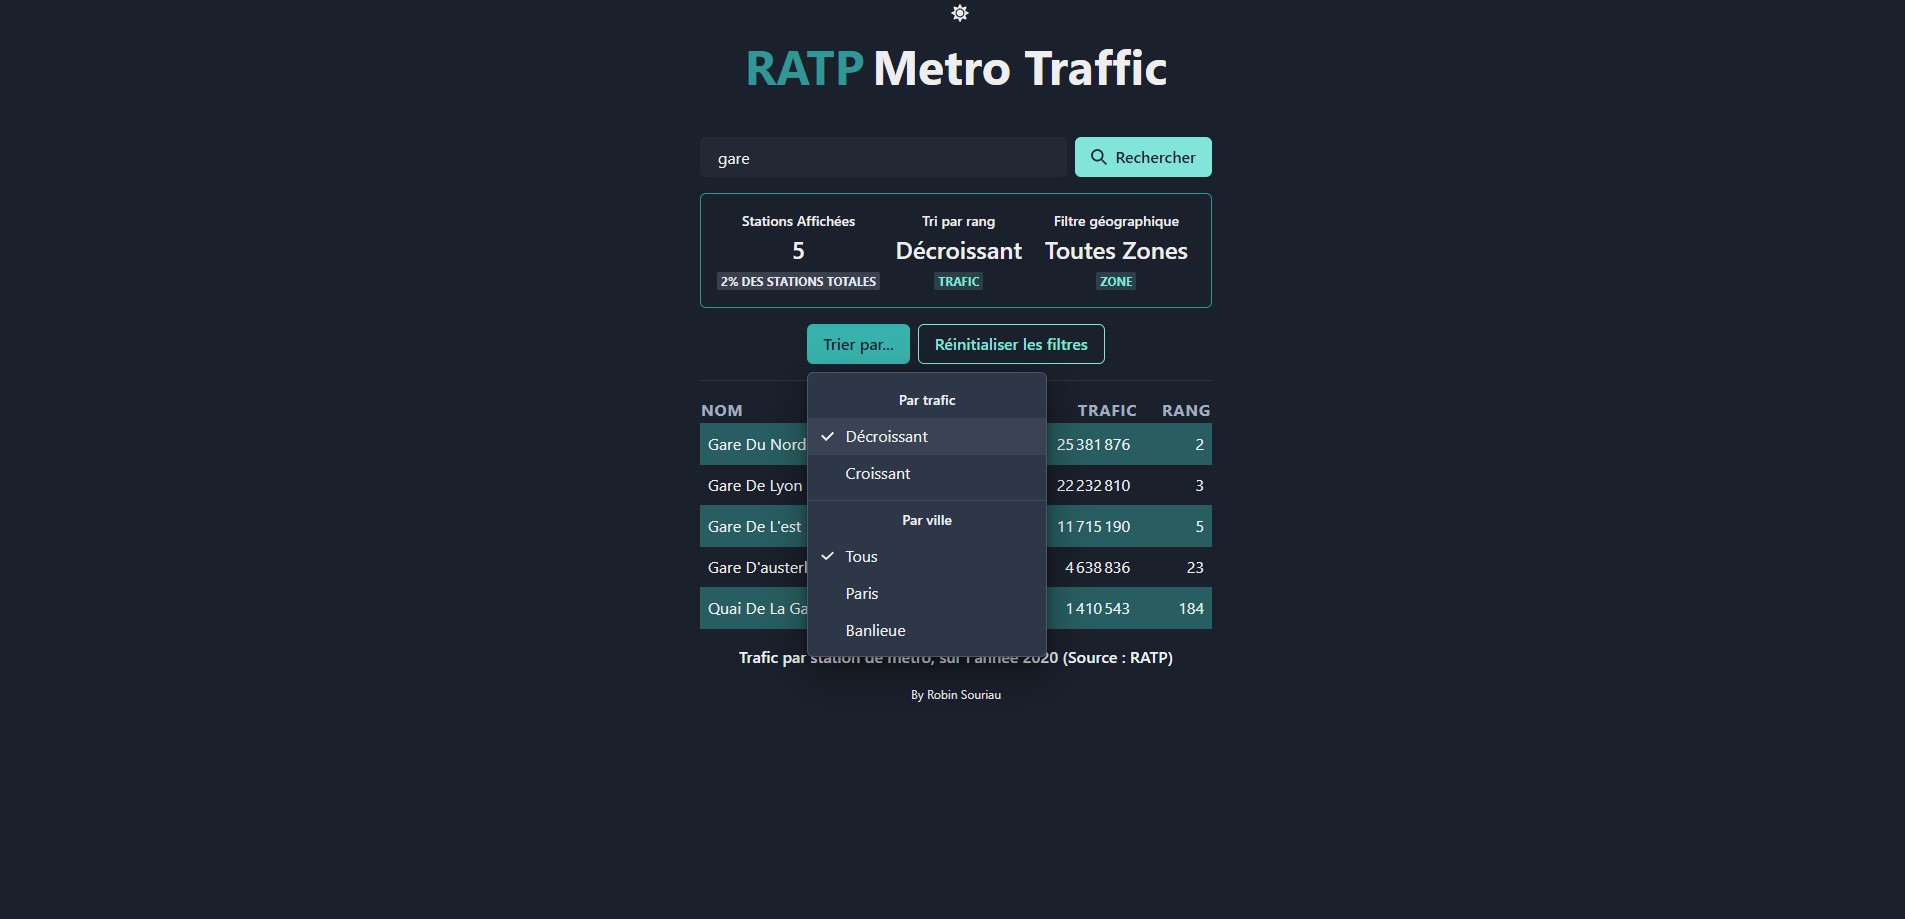 RATP Metro Traffic
gare
Rechercher
Stations Affichées
5
2% DES STATIONS TOTALES
Tri par rang
Décroissant
TRAFIC
Filtre géographique
Toutes Zones
ZONE
Trier par...
Réinitialiser les filtres
Par trafic
Décroissant
Croissant
Par ville
Tous
Paris
Banlieue
NOM TRAFIC RANG
Gare Du Nord 25 381 876 2
Gare De Lyon 22 232 810 3
Gare De L'est 11 715 190 5
Gare D'austerl 4 638 836 23
Quai De La Ga 1 410 543 184
Trafic par station de métro, sur l'année 2020 (Source : RATP)
By Robin Souriau